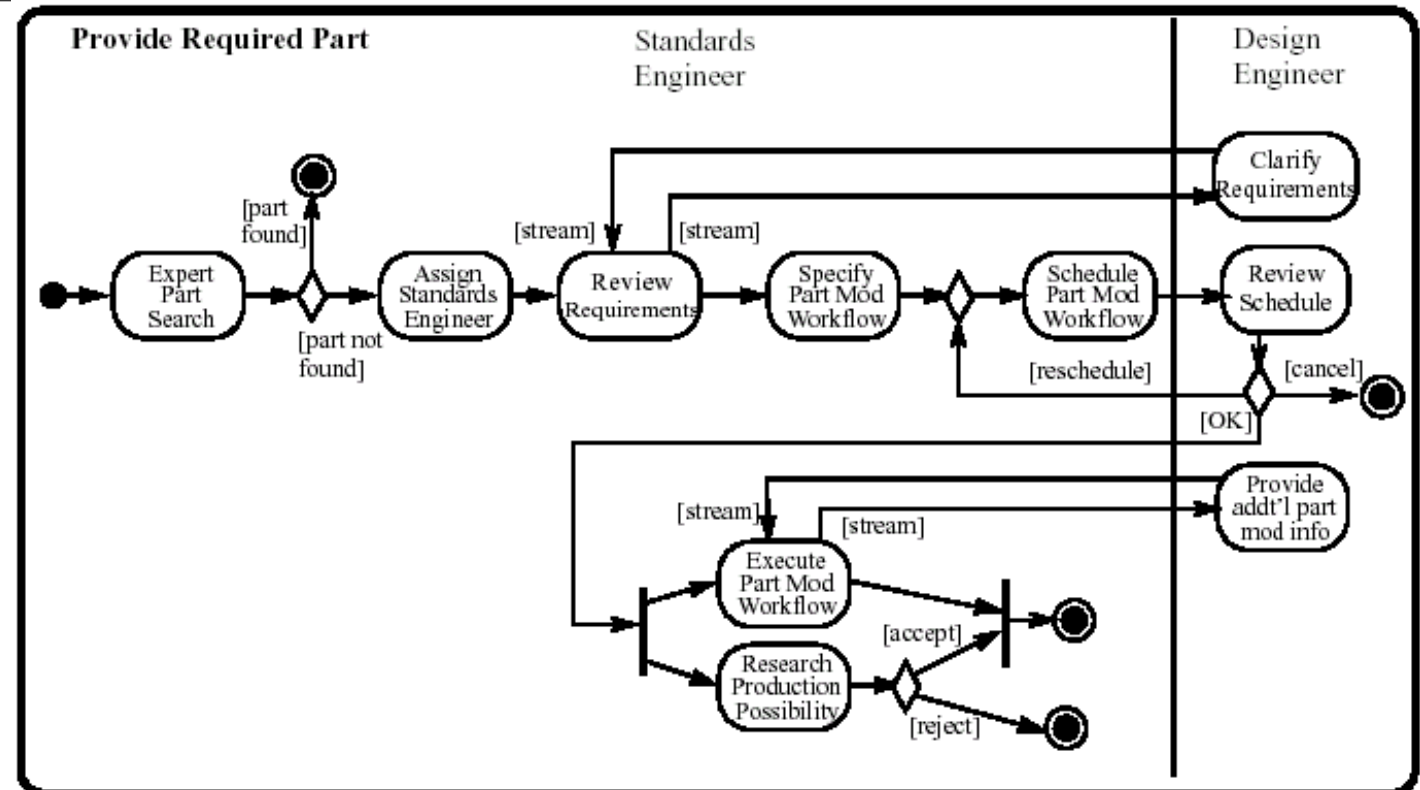 Provide Required Part
Standards
Engineer
Design
Engineer
Clarify
Requirements
[part
found]
[stream]
[stream]
Expert
Part
Search
Assign
Standards
Engineer
Review
Requirements
Specify
Part Mod
Workflow
Schedule
Part Mod
Workflow
Review
Schedule
[part not
found]
[reschedule]
[cancel]
[OK]
Provide
addt'l part
mod info
[stream]
[stream]
Execute
Part Mod
Workflow
[accept]
Research
Production
Possibility
[reject]